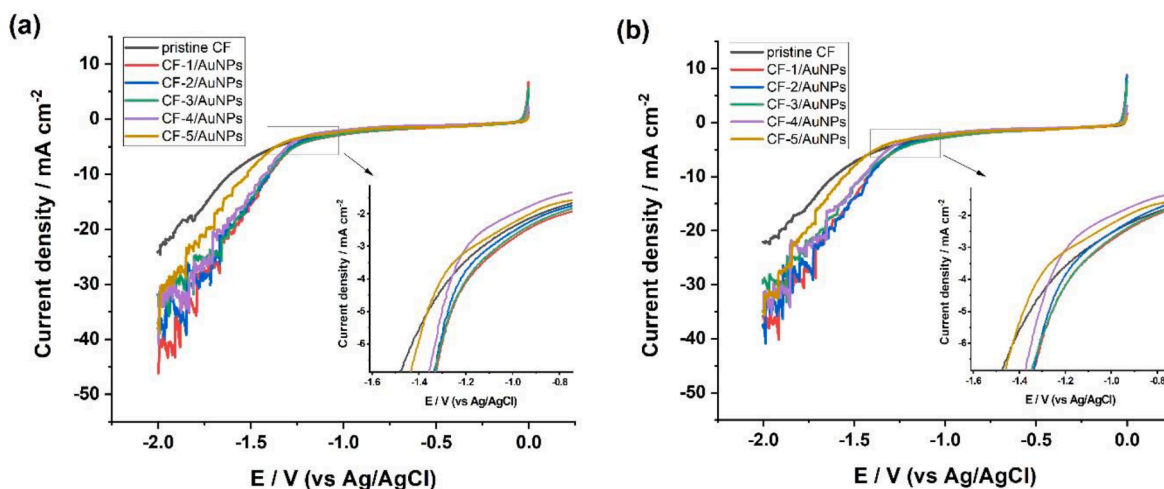 (a)
pristine CF
CF-1/AuNPs
CF-2/AuNPs
CF-3/AuNPs
CF-4/AuNPs
CF-5/AuNPs
10
0
-10
-20
-30
-40
-50
Current density / mA cm-2
-2
-3
-4
-5
-6
Current density / mA cm-2
-1.6 -1.4 -1.2 -1.0 -0.8
E / V (vs Ag/AgCl)
-2.0 -1.5 -1.0 -0.5 0.0
E / V (vs Ag/AgCl)
(b)
pristine CF
CF-1/AuNPs
CF-2/AuNPs
CF-3/AuNPs
CF-4/AuNPs
CF-5/AuNPs
10
0
-10
-20
-30
-40
-50
Current density / mA cm-2
-2
-3
-4
-5
-6
Current density / mA cm-2
-1.6 -1.4 -1.2 -1.0 -0.8
E / V (vs Ag/AgCl)
-2.0 -1.5 -1.0 -0.5 0.0
E / V (vs Ag/AgCl)